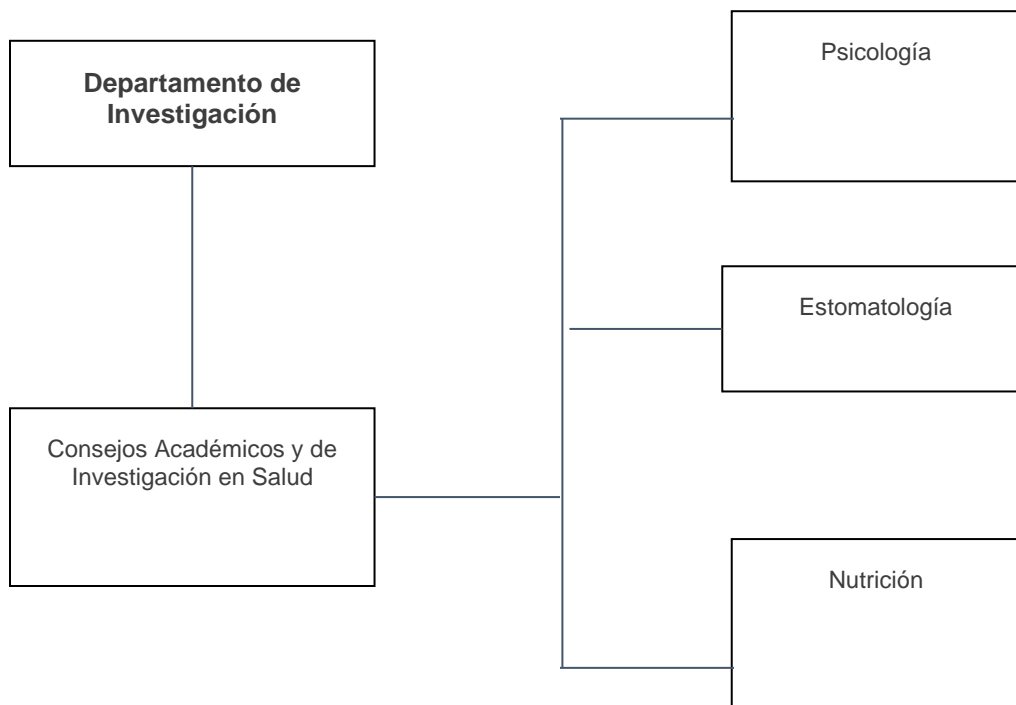 Departamento de
Investigación
Consejos Académicos y de
Investigación en Salud
Psicología
Estomatología
Nutrición